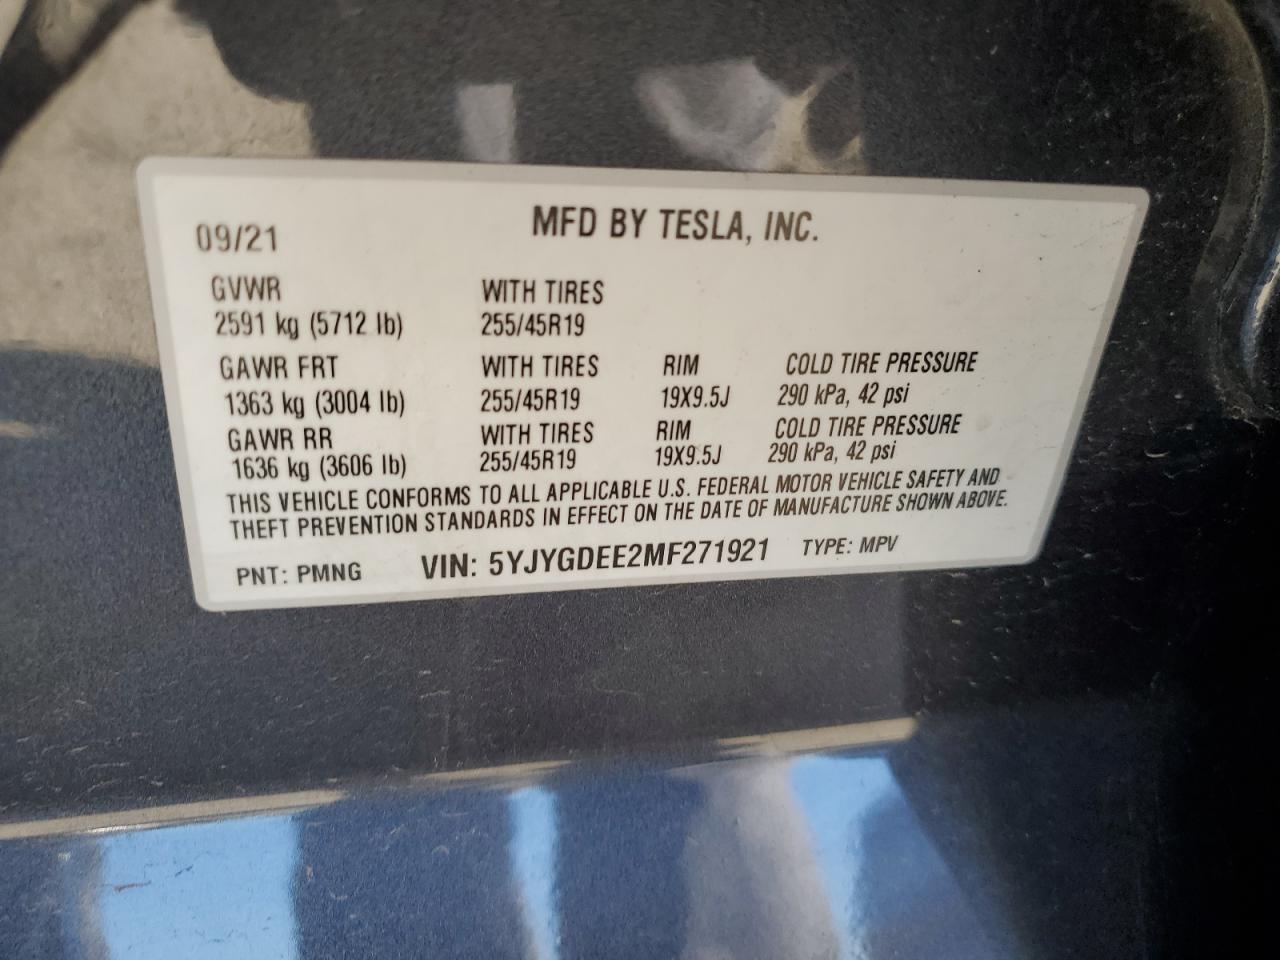 MFD BY TESLA, INC.
09/21
GVWR WITH TIRES
2591 kg (5712 lb) 255/45R19
GAWR FRT WITH TIRES RIM COLD TIRE PRESSURE
1363 kg (3004 lb) 255/45R19 19X9.5J 290 kPa, 42 psi
GAWR RR WITH TIRES RIM COLD TIRE PRESSURE
1636 kg (3606 lb) 255/45R19 19X9.5J 290 kPa, 42 psi
THIS VEHICLE CONFORMS TO ALL APPLICABLE U.S. FEDERAL MOTOR VEHICLE SAFETY AND
THEFT PREVENTION STANDARDS IN EFFECT ON THE DATE OF MANUFACTURE SHOWN ABOVE.
PNT: PMNG VIN: 5YJYGDEE2MF271921 TYPE: MPV